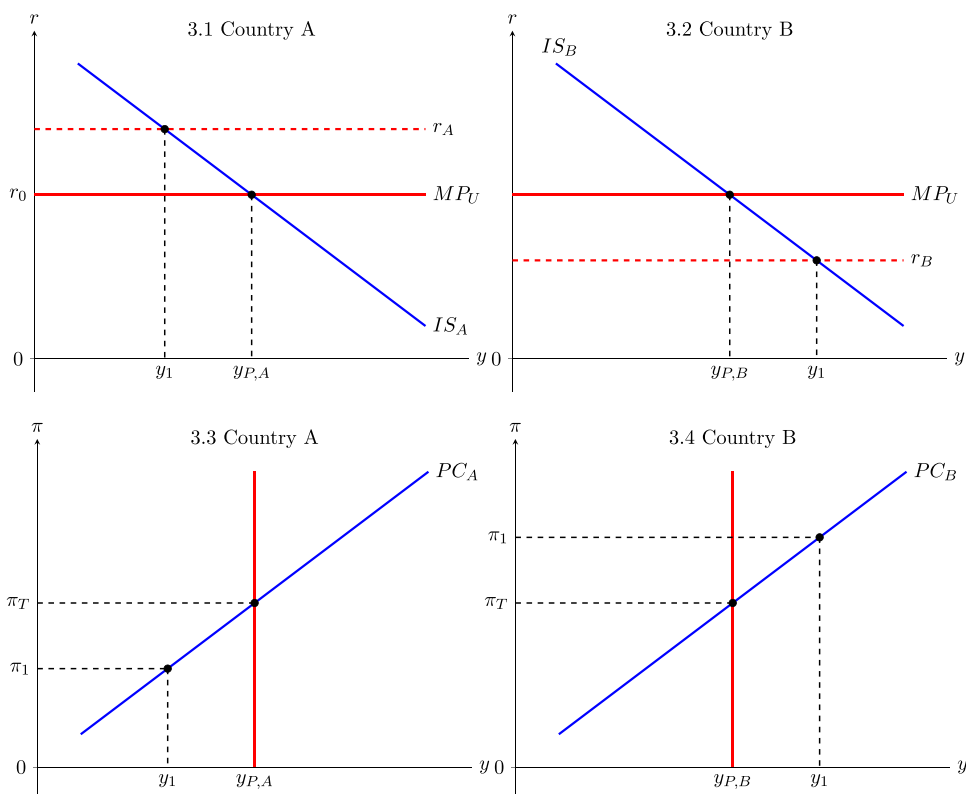 r
3.1 Country A
r_A
r_0
MP_U
IS_A
0
y
y_1
y_{P,A}
r
3.2 Country B
IS_B
MP_U
r_B
0
y
y_{P,B}
y_1
π
3.3 Country A
PC_A
π_T
π_1
0
y
y_1
y_{P,A}
π
3.4 Country B
PC_B
π_1
π_T
0
y
y_{P,B}
y_1